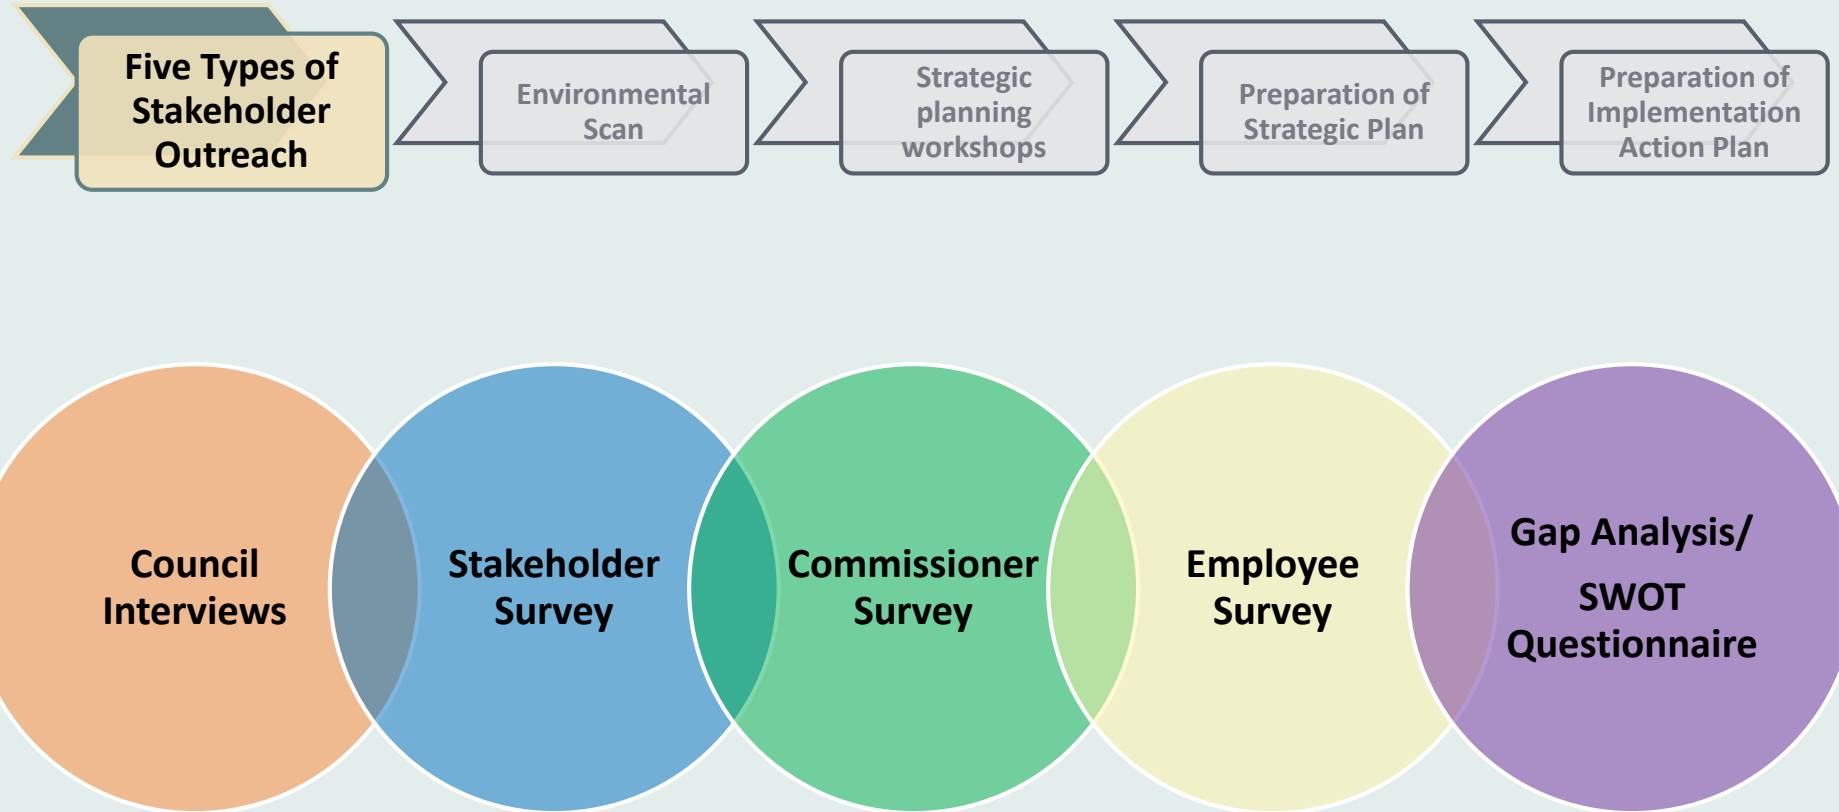 Five Types of
Stakeholder
Outreach
Environmental
Scan
Strategic
planning
workshops
Preparation of
Strategic Plan
Preparation of
Implementation
Action Plan
Council
Interviews
Stakeholder
Survey
Commissioner
Survey
Employee
Survey
Gap Analysis/
SWOT
Questionnaire